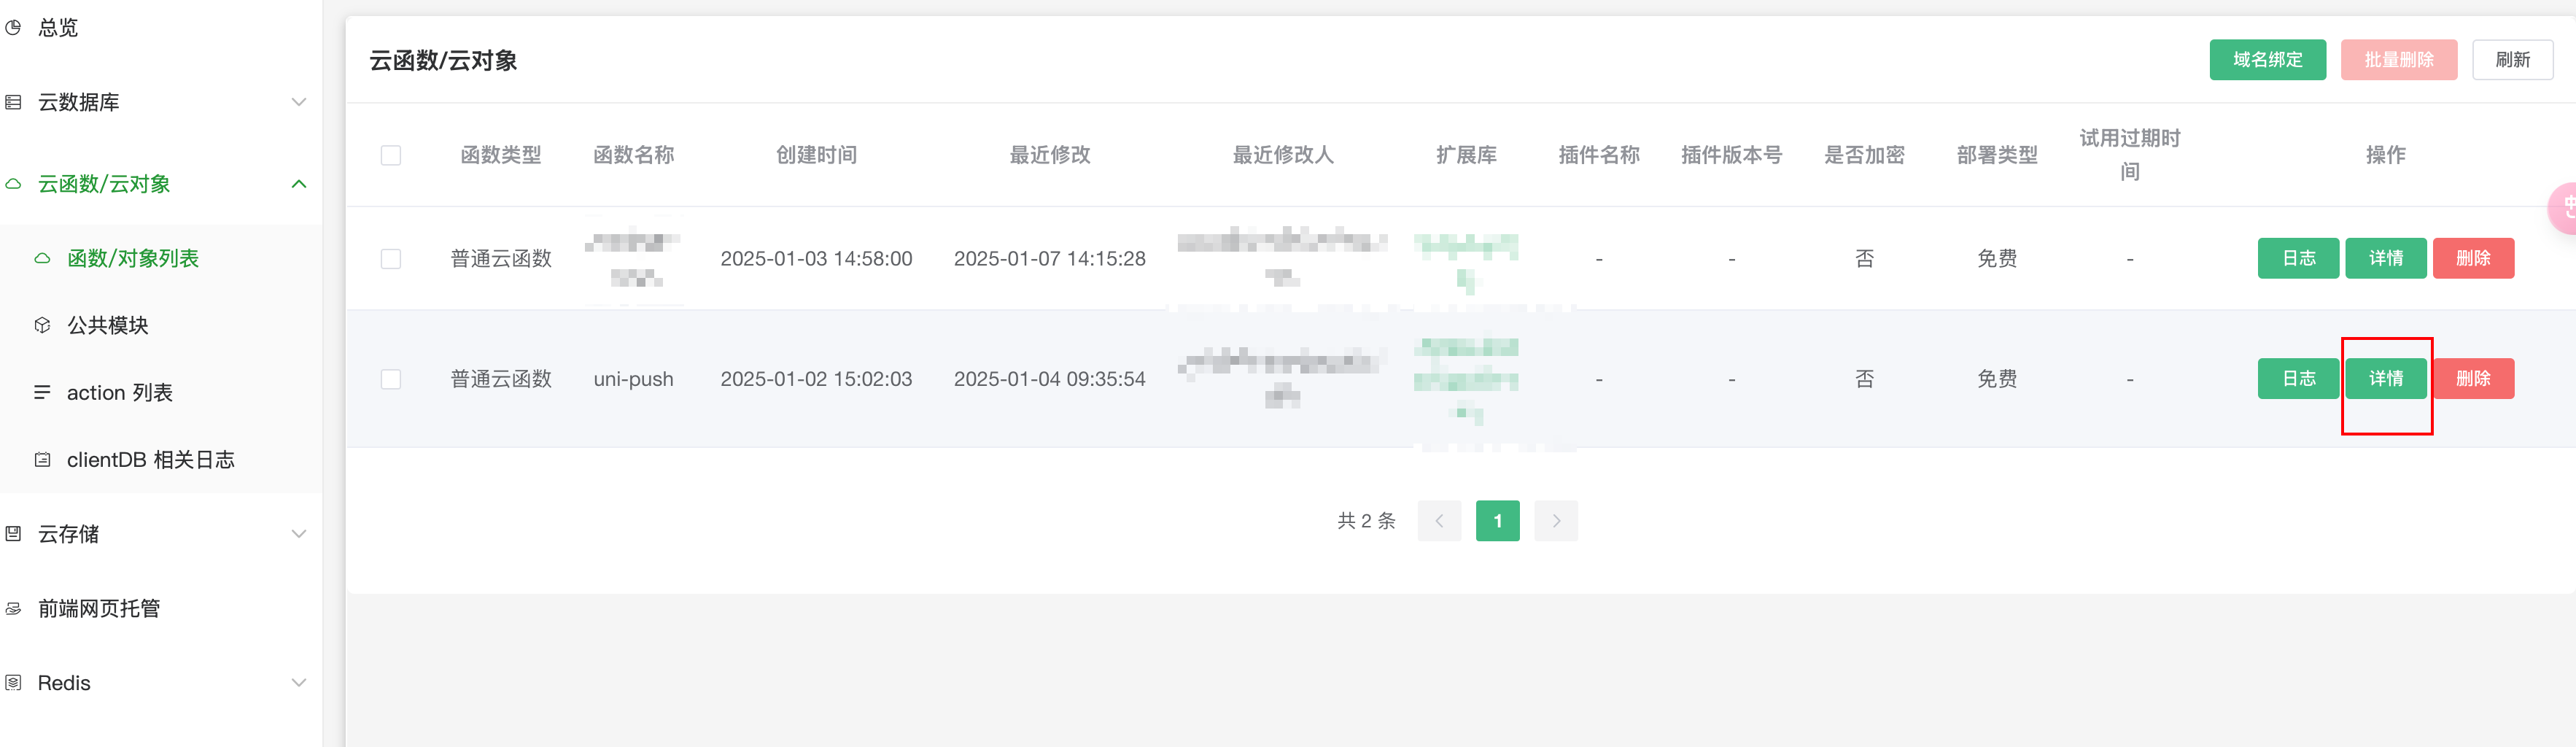 总览
云数据库
云函数/云对象
函数/对象列表
公共模块
action 列表
clientDB 相关日志
云存储
前端网页托管
Redis
云函数/云对象
域名绑定 批量删除 刷新
函数类型 函数名称 创建时间 最近修改 最近修改人 扩展库 插件名称 插件版本号 是否加密 部署类型 试用过期时
间 操作
普通云函数 2025-01-03 14:58:00 2025-01-07 14:15:28 - - 否 免费 - 日志 详情 删除
普通云函数 uni-push 2025-01-02 15:02:03 2025-01-04 09:35:54 - - 否 免费 - 日志 详情 删除
共 2 条 1